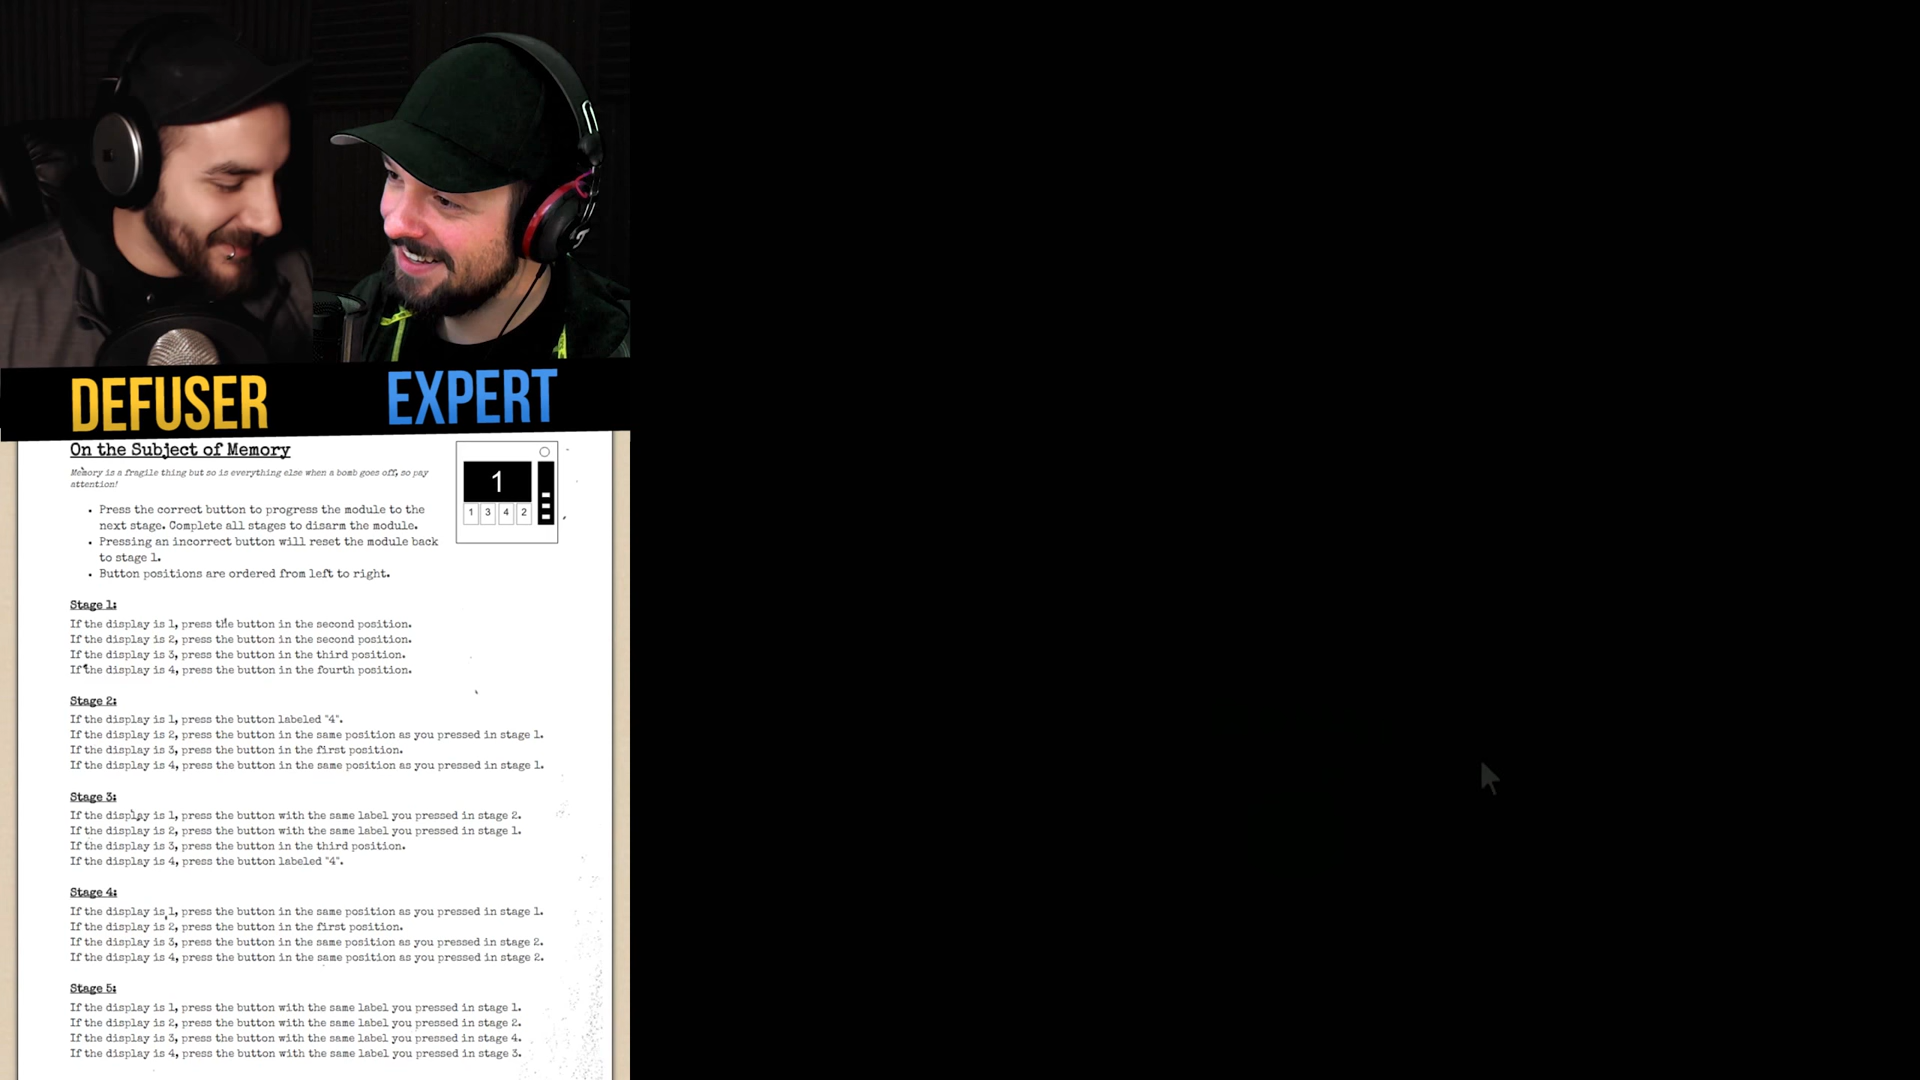 DEFUSER EXPERT
On the Subject of Memory
Memory is a fragile thing but so is everything else when a bomb goes off, so pay
attention!
1
1 3 4 2
• Press the correct button to progress the module to the
next stage. Complete all stages to disarm the module.
• Pressing an incorrect button will reset the module back
to stage 1.
• Button positions are ordered from left to right.
Stage 1:
If the display is 1, press the button in the second position.
If the display is 2, press the button in the second position.
If the display is 3, press the button in the third position.
If the display is 4, press the button in the fourth position.
Stage 2:
If the display is 1, press the button labeled "4".
If the display is 2, press the button in the same position as you pressed in stage 1.
If the display is 3, press the button in the first position.
If the display is 4, press the button in the same position as you pressed in stage 1.
Stage 3:
If the display is 1, press the button with the same label you pressed in stage 2.
If the display is 2, press the button with the same label you pressed in stage 1.
If the display is 3, press the button in the third position.
If the display is 4, press the button labeled "4".
Stage 4:
If the display is 1, press the button in the same position as you pressed in stage 1.
If the display is 2, press the button in the first position.
If the display is 3, press the button in the same position as you pressed in stage 2.
If the display is 4, press the button in the same position as you pressed in stage 2.
Stage 5:
If the display is 1, press the button with the same label you pressed in stage 1.
If the display is 2, press the button with the same label you pressed in stage 2.
If the display is 3, press the button with the same label you pressed in stage 4.
If the display is 4, press the button with the same label you pressed in stage 3.